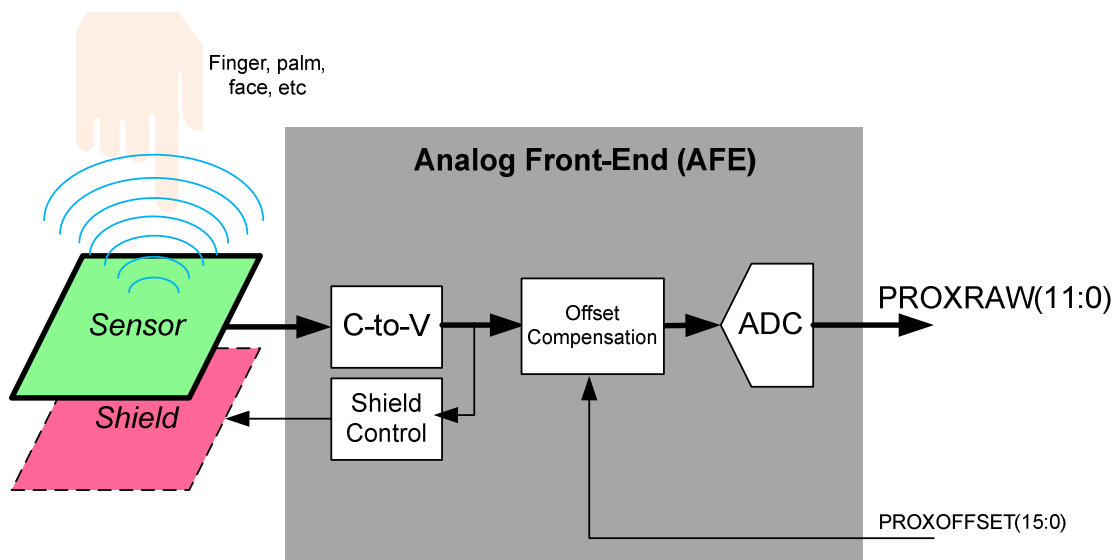 Finger, palm,
face, etc
Analog Front-End (AFE)
Sensor
C-to-V
Offset
Compensation
ADC
PROXRAW(11:0)
Shield
Shield
Control
PROXOFFSET(15:0)